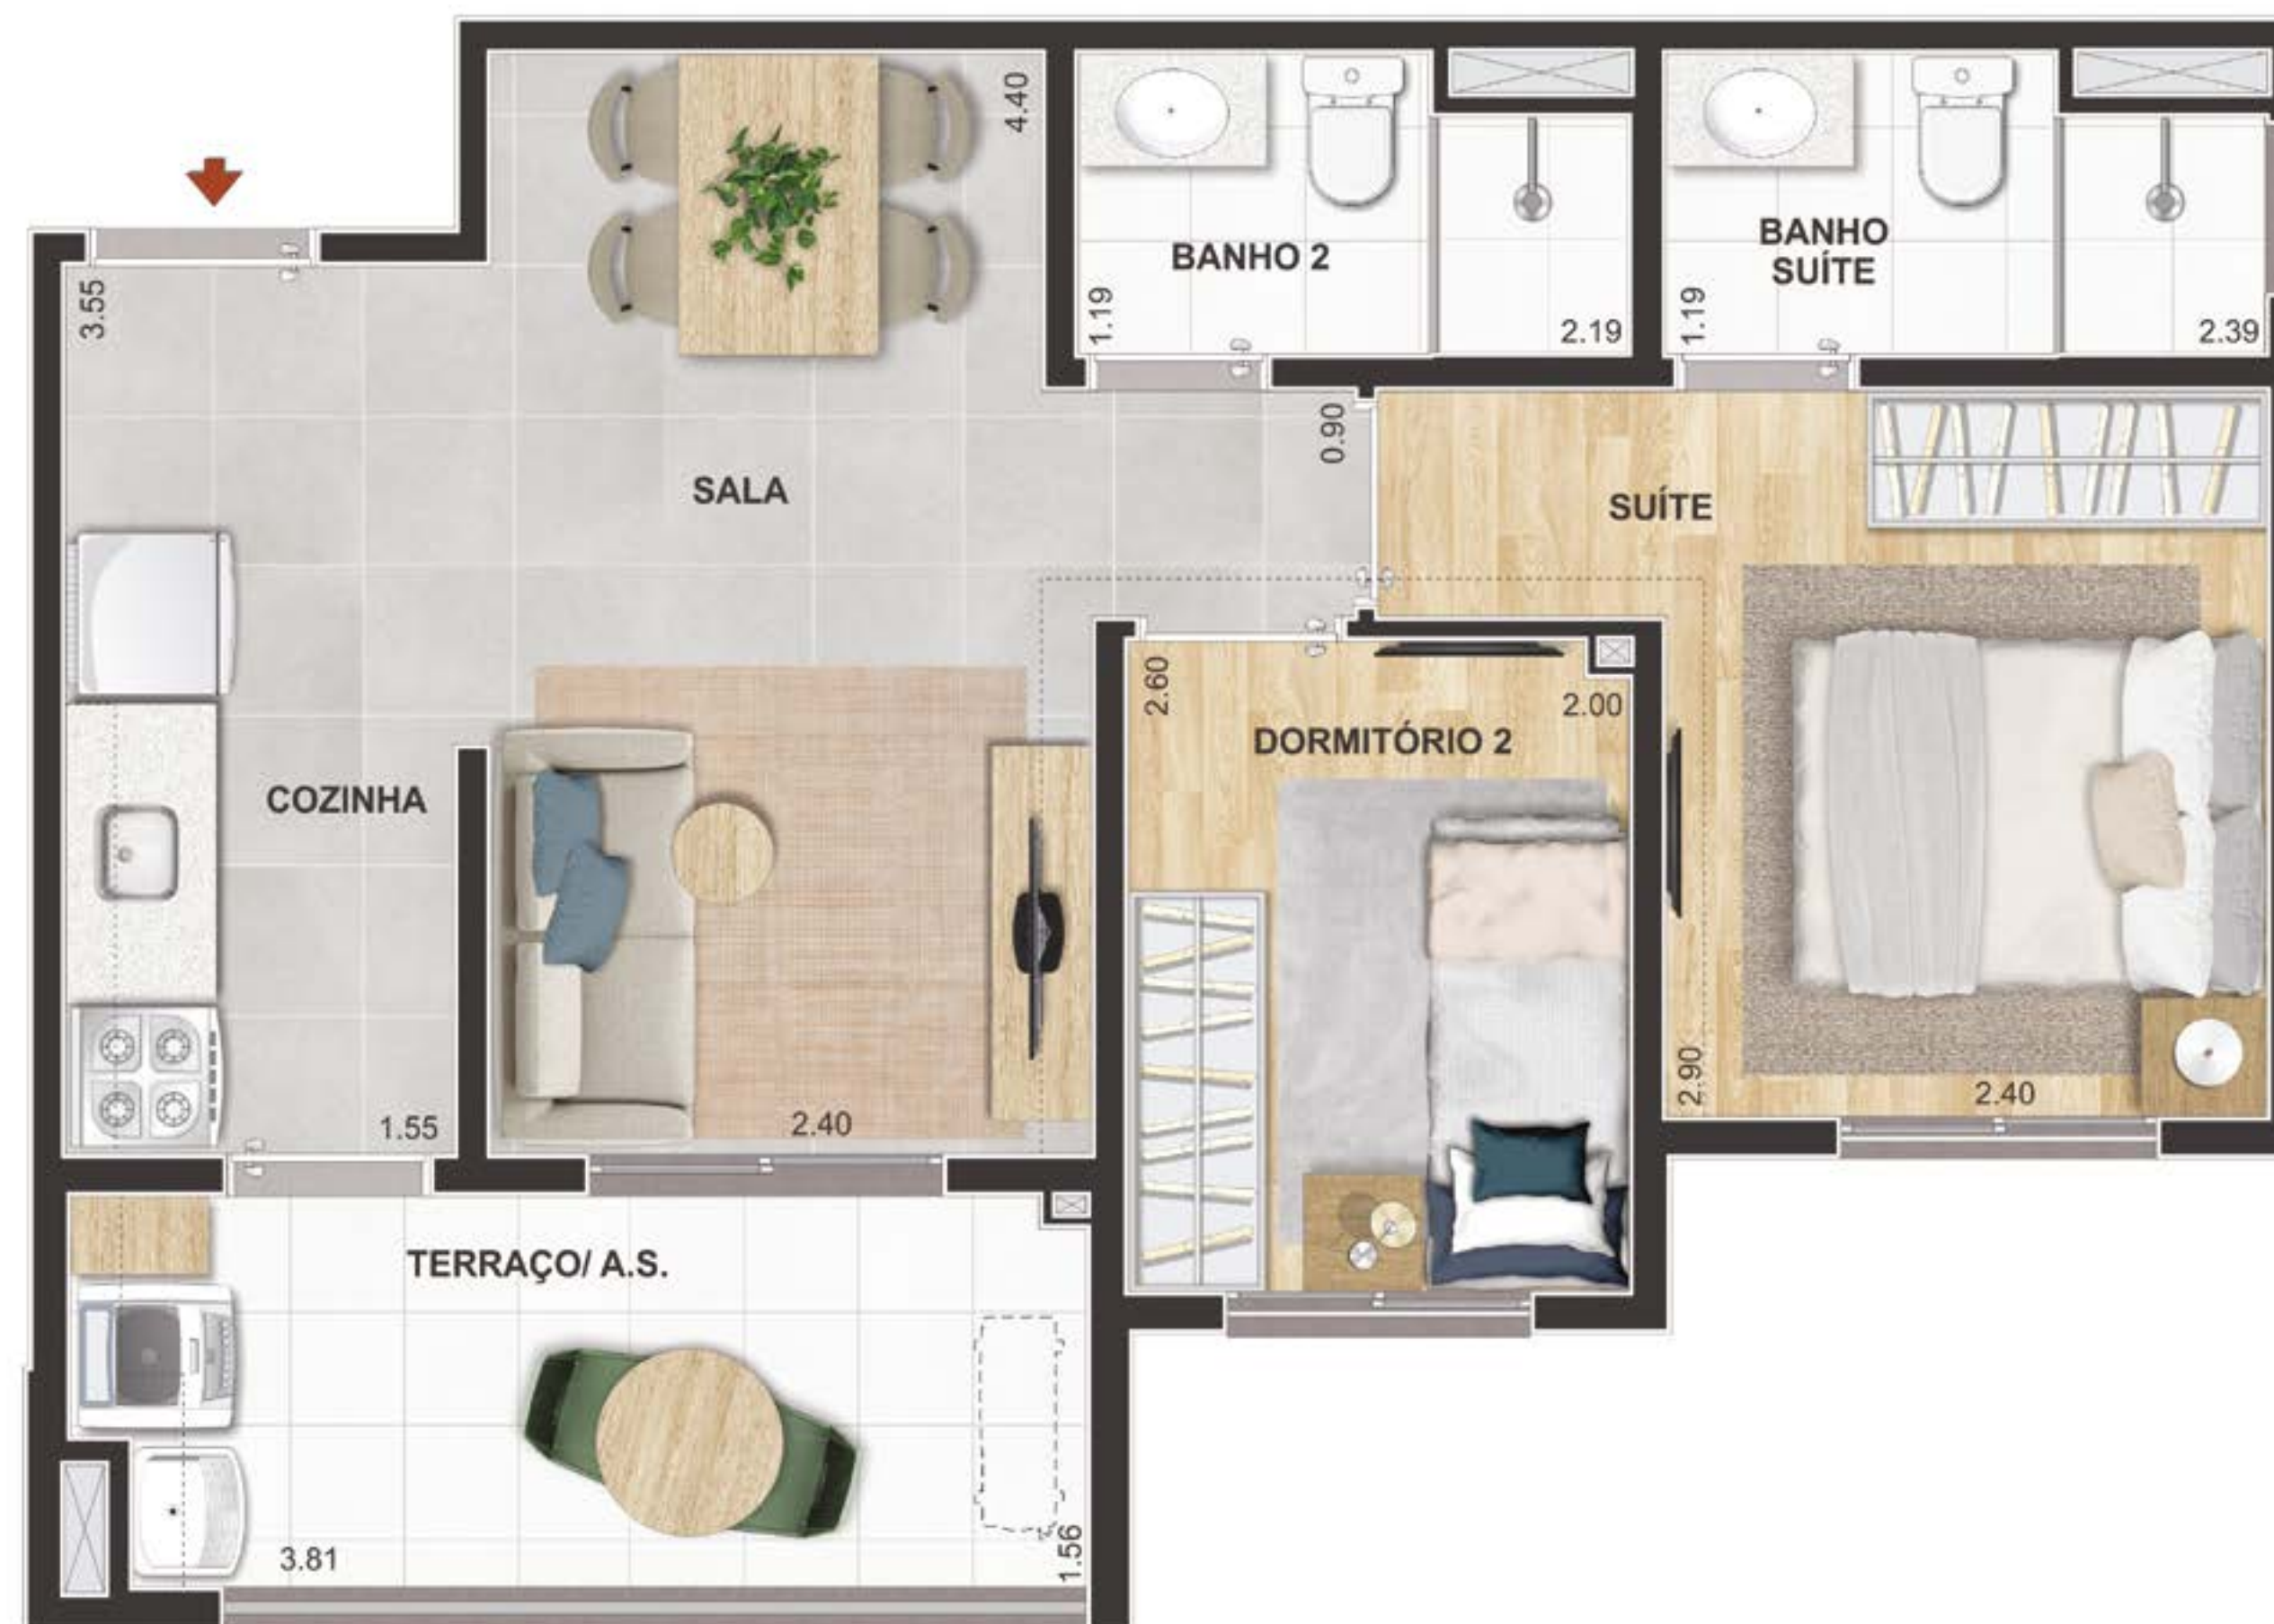 4.40
BANHO 2
1.19
2.19
BANHO
SUÍTE
1.19
2.39
3.55
0.90
SALA
SUÍTE
2.60
2.00
DORMITÓRIO 2
COZINHA
1.55
2.40
2.90
2.40
TERRAÇO/ A.S.
3.81
1.56